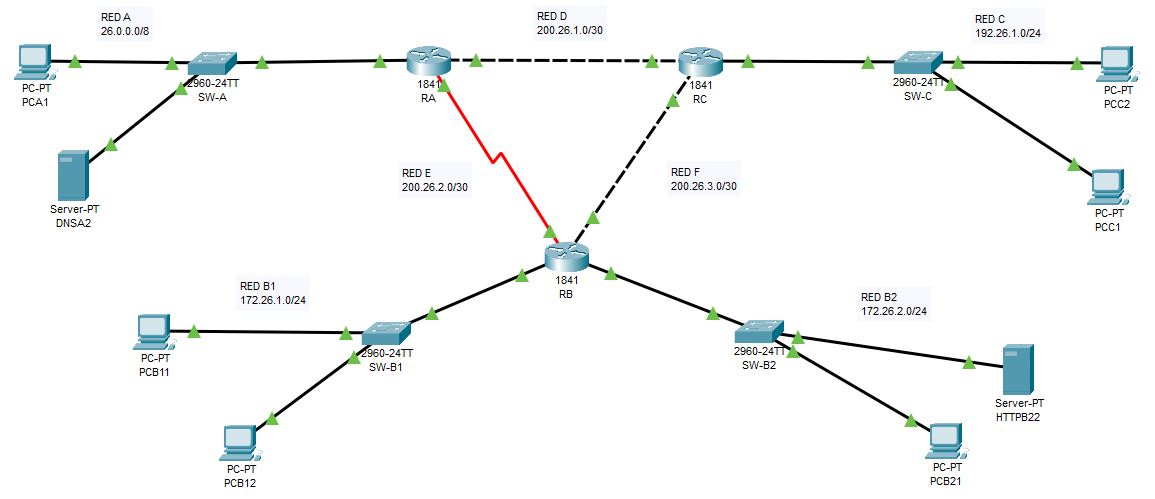 RED A
26.0.0.0/8
RED D
200.26.1.0/30
RED C
192.26.1.0/24
PC-PT
PCA1
2960-24TT
SW-A
1841
RA
1841
RC
2960-24TT
SW-C
PC-PT
PCC2
Server-PT
DNSA2
RED E
200.26.2.0/30
RED F
200.26.3.0/30
PC-PT
PCC1
1841
RB
RED B1
172.26.1.0/24
RED B2
172.26.2.0/24
PC-PT
PCB11
2960-24TT
SW-B1
2960-24TT
SW-B2
Server-PT
HTTPB22
PC-PT
PCB12
PC-PT
PCB21